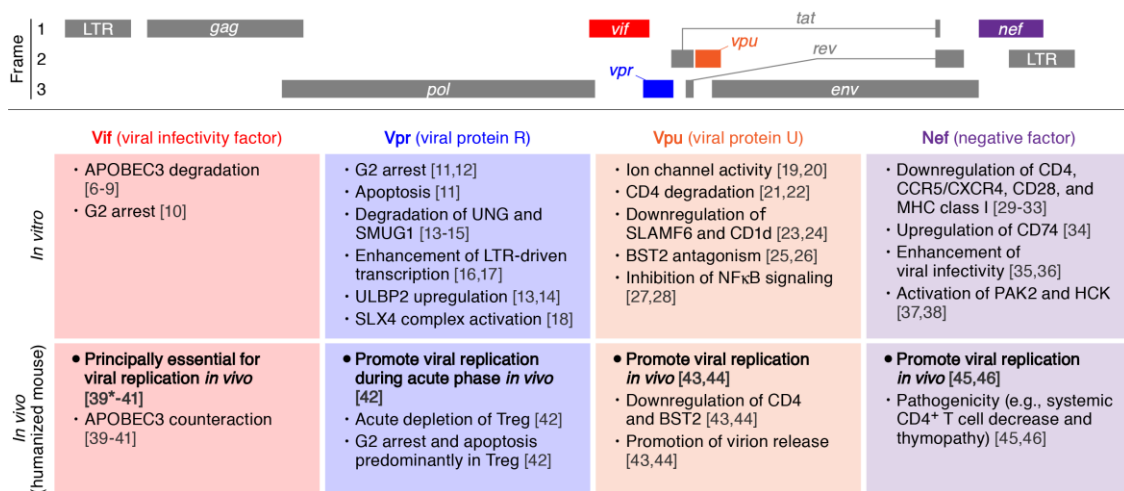 Frame
1
2
3
LTR
gag
vif
tat
nef
vpu
rev
LTR
vpr
pol
env
Vif (viral infectivity factor)
Vpr (viral protein R)
Vpu (viral protein U)
Nef (negative factor)
In vitro
· APOBEC3 degradation
[6-9]
· G2 arrest [10]
· G2 arrest [11,12]
· Apoptosis [11]
· Degradation of UNG and
SMUG1 [13-15]
· Enhancement of LTR-driven
transcription [16,17]
· ULBP2 upregulation [13,14]
· SLX4 complex activation [18]
· Ion channel activity [19,20]
· CD4 degradation [21,22]
· Downregulation of
SLAMF6 and CD1d [23,24]
· BST2 antagonism [25,26]
· Inhibition of NFκB signaling
[27,28]
· Downregulation of CD4,
CCR5/CXCR4, CD28, and
MHC class I [29-33]
· Upregulation of CD74 [34]
· Enhancement of
viral infectivity [35,36]
· Activation of PAK2 and HCK
[37,38]
In vivo
(humanized mouse)
● Principally essential for
viral replication in vivo
[39*-41]
· APOBEC3 counteraction
[39-41]
● Promote viral replication
during acute phase in vivo
[42]
· Acute depletion of Treg [42]
· G2 arrest and apoptosis
predominantly in Treg [42]
● Promote viral replication
in vivo [43,44]
· Downregulation of CD4
and BST2 [43,44]
· Promotion of virion release
[43,44]
● Promote viral replication
in vivo [45,46]
· Pathogenicity (e.g., systemic
CD4⁺ T cell decrease and
thymopathy) [45,46]